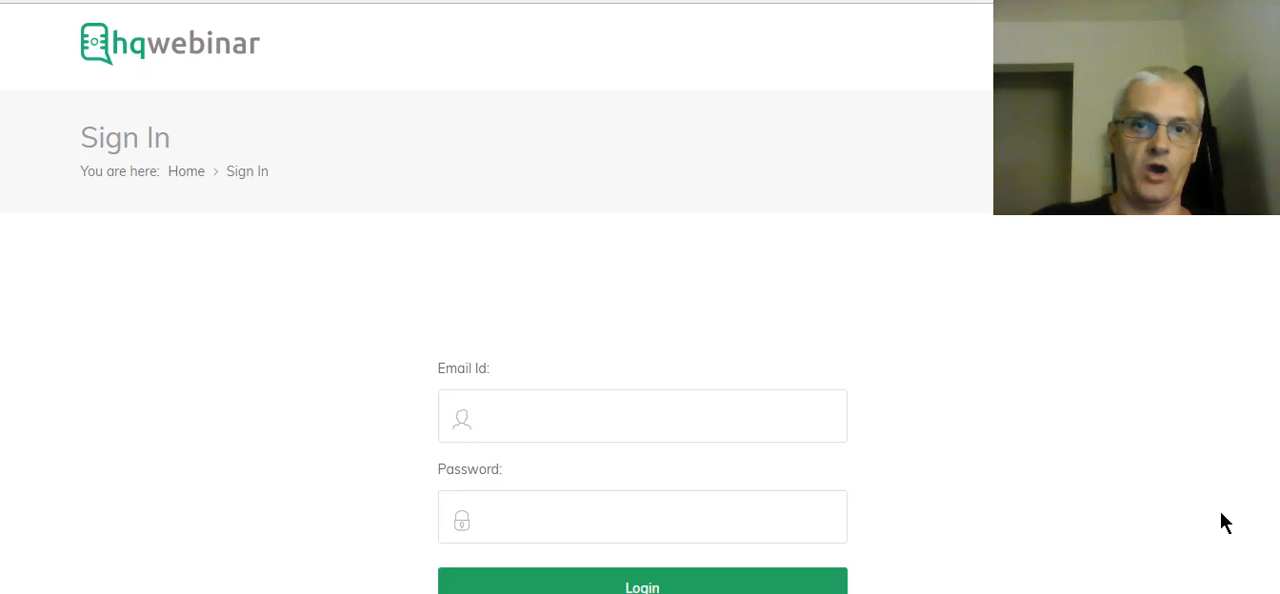 hqwebinar
Sign In
You are here: Home > Sign In
Email Id:
Password:
Login